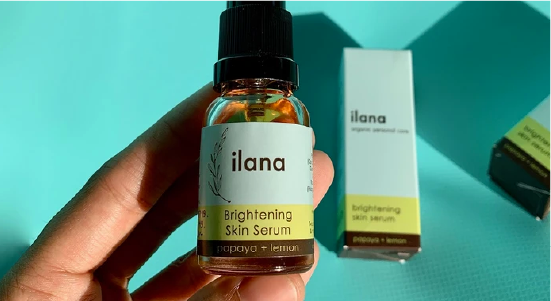 ilana
Brightening
Skin Serum
papaya + lemon
ilana
organic personal care
brightening
skin serum
papaya + lemon